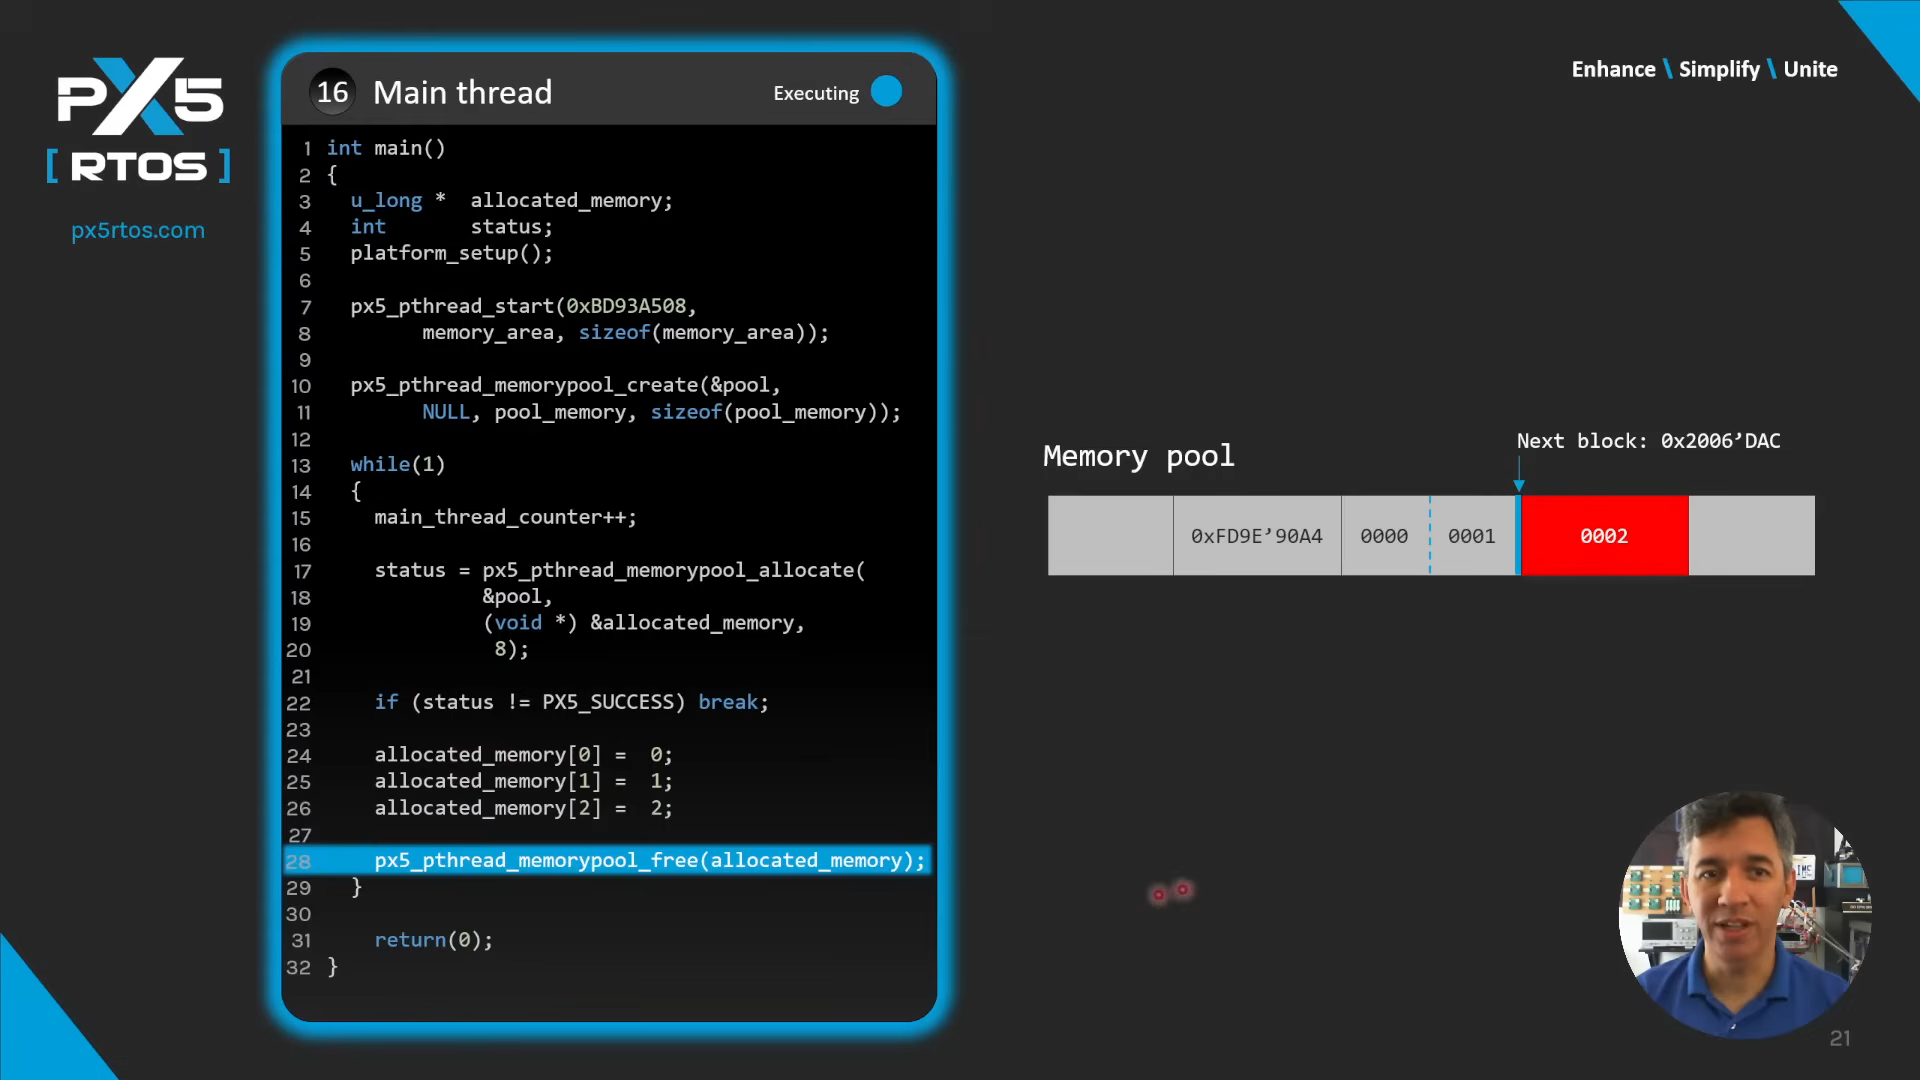 PX5
[ RTOS ]
px5rtos.com
16 Main thread
Executing
1 int main()
2 {
3 u_long * allocated_memory;
4 int status;
5 platform_setup();
6
7 px5_pthread_start(0xBD93A508,
8 memory_area, sizeof(memory_area));
9
10 px5_pthread_memorypool_create(&pool,
11 NULL, pool_memory, sizeof(pool_memory));
12
13 while(1)
14 {
15 main_thread_counter++;
16
17 status = px5_pthread_memorypool_allocate(
18 &pool,
19 (void *) &allocated_memory,
20 8);
21
22 if (status != PX5_SUCCESS) break;
23
24 allocated_memory[0] = 0;
25 allocated_memory[1] = 1;
26 allocated_memory[2] = 2;
27
28 px5_pthread_memorypool_free(allocated_memory);
29 }
30
31 return(0);
32 }
Enhance \ Simplify \ Unite
Next block: 0x2006’DAC
Memory pool
0xFD9E’90A4 0000 0001 0002
21